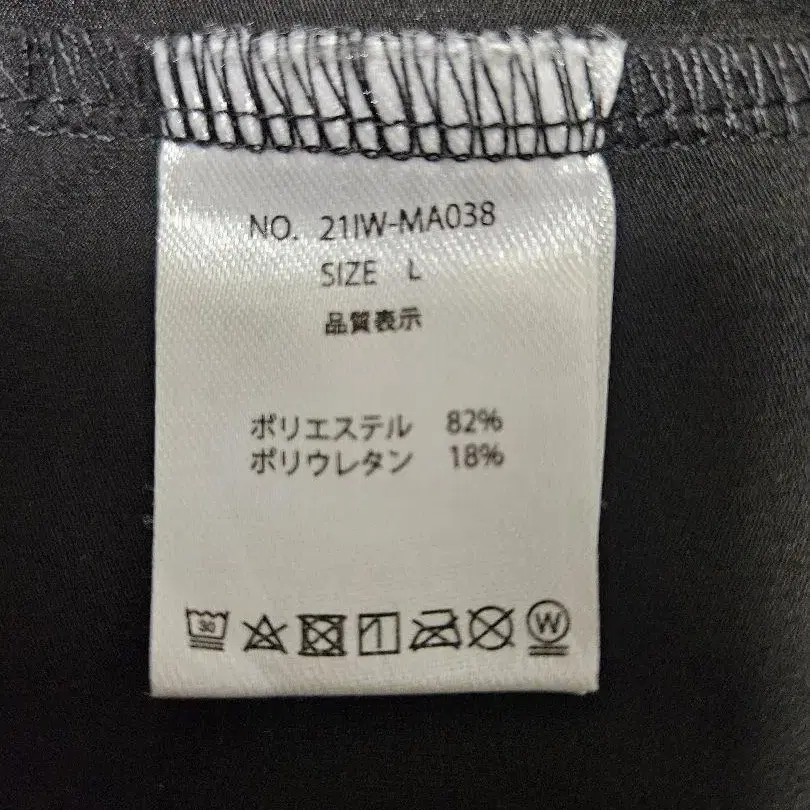 NO. 21IW-MA038
SIZE L
品質表示
ポリエステル 82%
ポリウレタン 18%
30 W